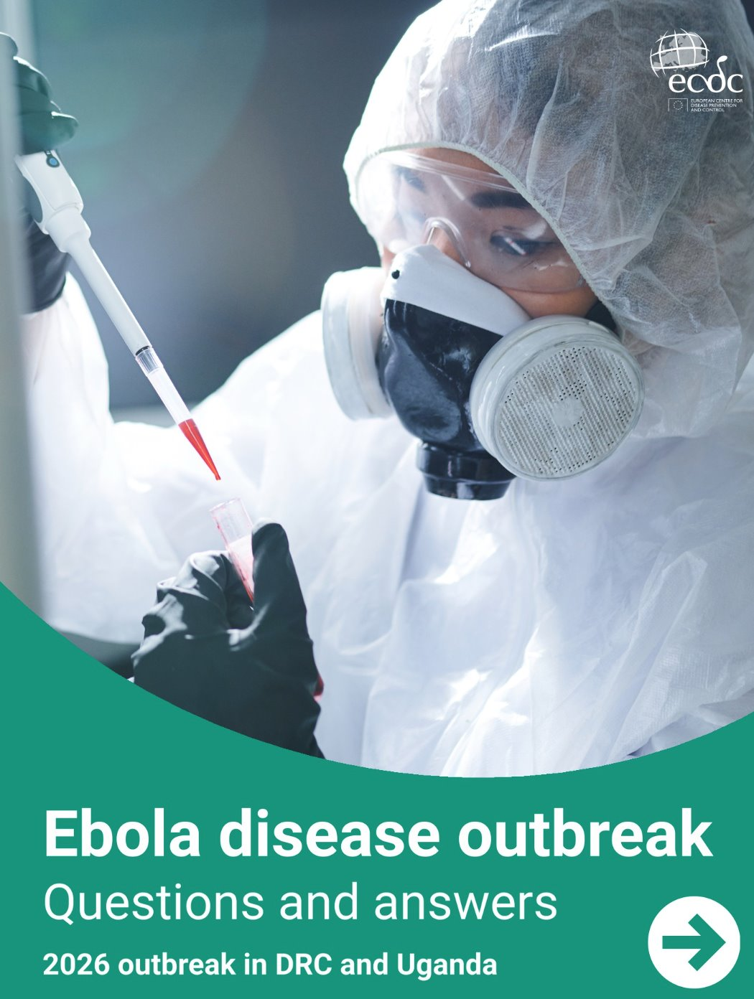 ecdc
EUROPEAN CENTRE FOR
DISEASE PREVENTION
AND CONTROL
Ebola disease outbreak
Questions and answers
2026 outbreak in DRC and Uganda